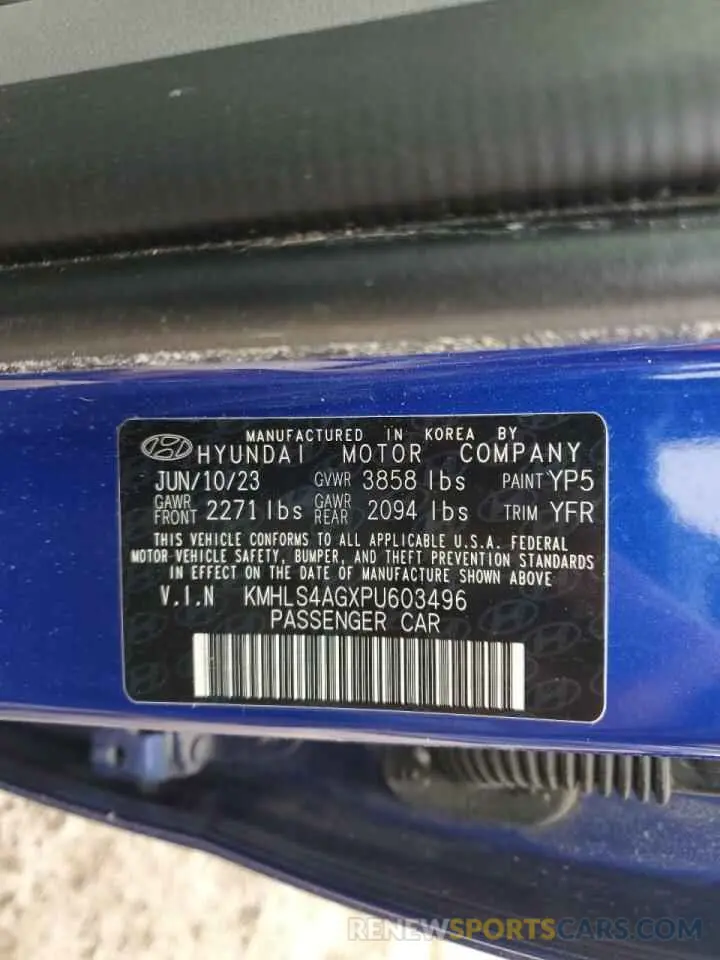 MANUFACTURED IN KOREA BY
HYUNDAI MOTOR COMPANY
JUN/10/23 GVWR 3858 lbs PAINT YP5
GAWR FRONT 2271 lbs GAWR REAR 2094 lbs TRIM YFR
THIS VEHICLE CONFORMS TO ALL APPLICABLE U.S.A. FEDERAL
MOTOR VEHICLE SAFETY, BUMPER, AND THEFT PREVENTION STANDARDS
IN EFFECT ON THE DATE OF MANUFACTURE SHOWN ABOVE
V.I.N KMHLS4AGXPU603496
PASSENGER CAR
RENEWSPORTSCARS.COM